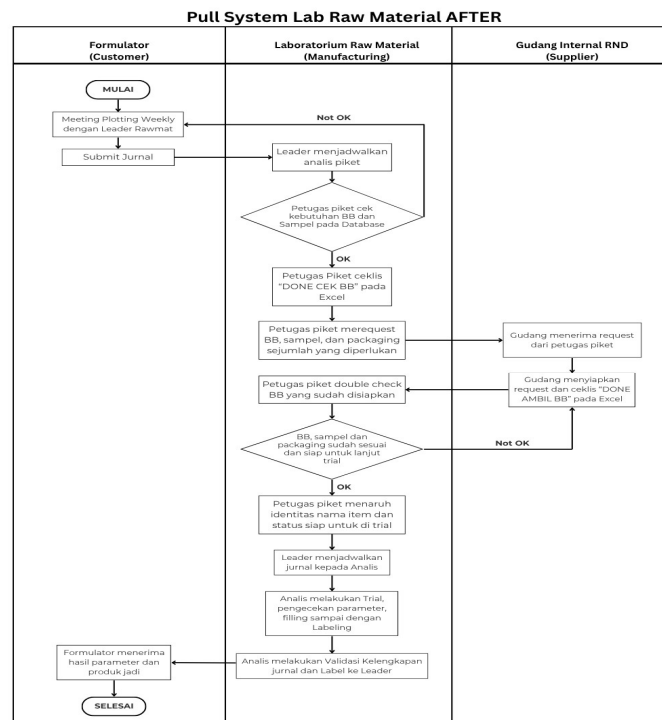 Pull System Lab Raw Material AFTER
Formulator
(Customer)
Laboratorium Raw Material
(Manufacturing)
Gudang Internal RND
(Supplier)
MULAI
Meeting Plotting Weekly
dengan Leader Rawmat
Not OK
Submit Jurnal
Leader menjadwalkan
analis piket
Petugas piket cek
kebutuhan BB dan
Sampel pada Database
OK
Petugas Piket ceklis
“DONE CEK BB” pada
Excel
Petugas piket merequest
BB, sampel, dan packaging
sejumlah yang diperlukan
Gudang menerima request
dari petugas piket
Gudang menyiapkan
request dan ceklis “DONE
AMBIL BB” pada Excel
Petugas piket double check
BB yang sudah disiapkan
BB, sampel dan
packaging sudah sesuai
dan siap untuk lanjut
trial
Not OK
OK
Petugas piket menaruh
identitas nama item dan
status siap untuk di trial
Leader menjadwalkan
jurnal kepada Analis
Analis melakukan Trial,
pengecekan parameter,
filling sampai dengan
Labeling
Analis melakukan Validasi Kelengkapan
jurnal dan Label ke Leader
Formulator menerima
hasil parameter dan
produk jadi
SELESAI